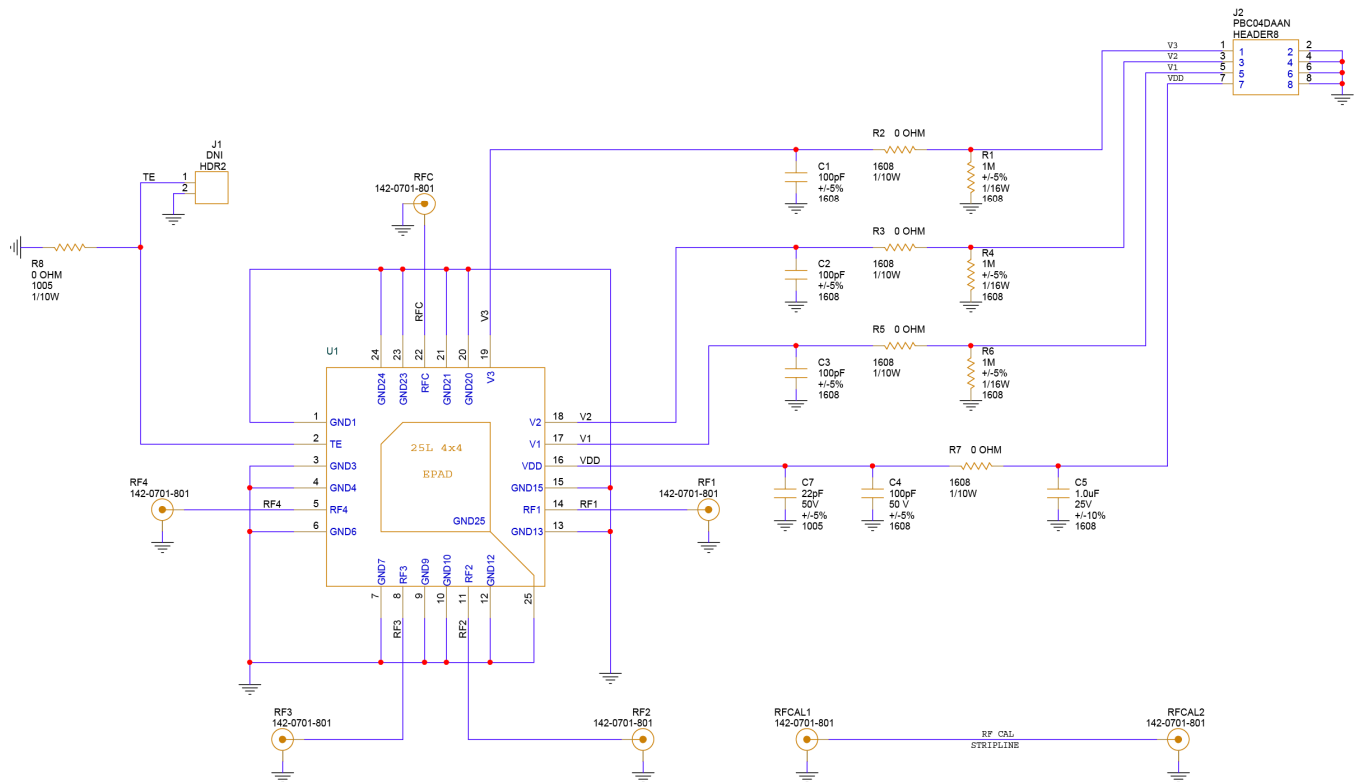 J2
PBC04DAAN
HEADER8
V3 1 1 2 2
V2 3 3 4 4
V1 5 5 6 6
VDD 7 7 8 8
J1
DNI
HDR2
TE 1
2
RFC
142-0701-801
R2 0 OHM
1608
1/10W
C1
100pF
+/-5%
1608
R1
1M
+/-5%
1/16W
1608
R8
0 OHM
1005
1/10W
R3 0 OHM
1608
1/10W
C2
100pF
+/-5%
1608
R4
1M
+/-5%
1/16W
1608
RFC
V3
R5 0 OHM
1608
1/10W
C3
100pF
+/-5%
1608
R6
1M
+/-5%
1/16W
1608
U1
24 23 22 21 20 19
GND24 GND23 RFC GND21 GND20 V3
1 GND1
2 TE
3 GND3
4 GND4
5 RF4
6 GND6
25L 4x4
EPAD
GND25
V2 18 V2
V1 17 V1
VDD 16 VDD
GND15 15
RF1 14 RF1
GND13 13
GND7 RF3 GND9 GND10 RF2 GND12
7 8 9 10 11 12 25
RF3
RF2
RF4
142-0701-801
RF4
RF1
142-0701-801
R7 0 OHM
1608
1/10W
C7
22pF
50V
+/-5%
1005
C4
100pF
50 V
+/-5%
1608
C5
1.0uF
25V
+/-10%
1608
RF3
142-0701-801
RF2
142-0701-801
RFCAL1
142-0701-801
RF CAL
STRIPLINE
RFCAL2
142-0701-801